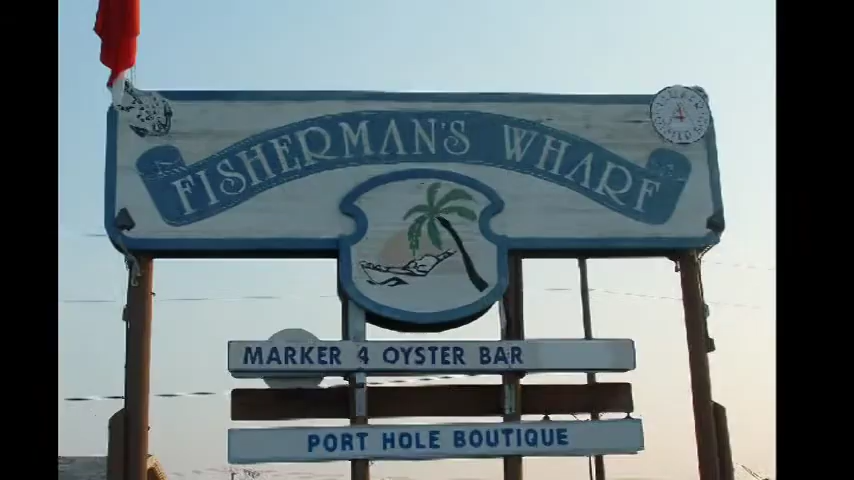 FISHERMAN'S WHARF
MARKER 4 OYSTER BAR
PORT HOLE BOUTIQUE